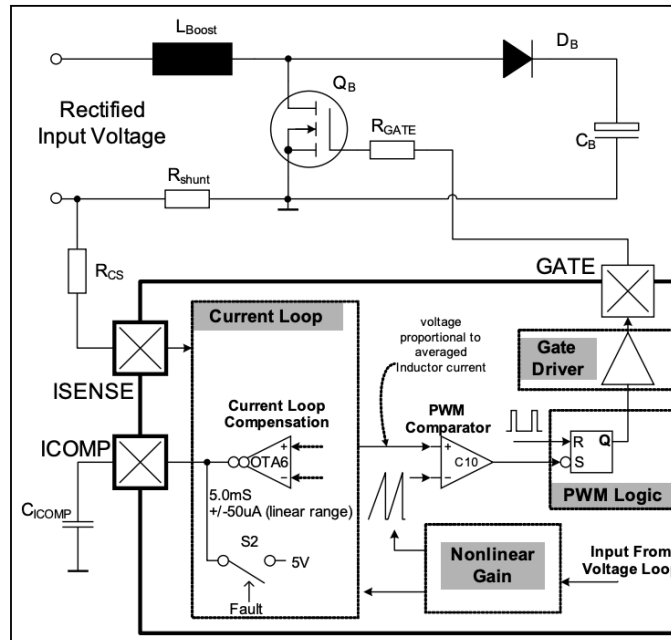 L_Boost
D_B
Q_B
Rectified
Input Voltage
R_GATE
C_B
R_shunt
R_CS
GATE
Current Loop
voltage
proportional to
averaged
Inductor current
Gate
Driver
ISENSE
Current Loop
Compensation
PWM
Comparator
ICOMP
OTA6
+
−
+
−
C10
R
Q
S
PWM Logic
5.0mS
+/-50uA (linear range)
C_ICOMP
S2
5V
Fault
Nonlinear
Gain
Input From
Voltage Loop